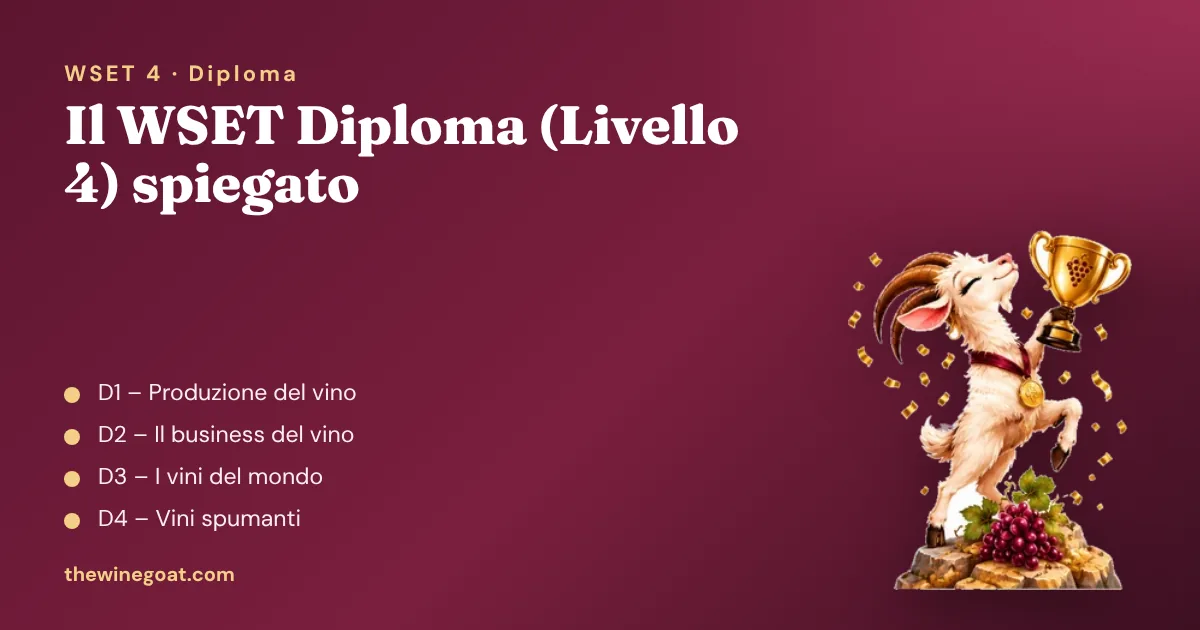 WSET 4 · Diploma
Il WSET Diploma (Livello
4) spiegato
D1 – Produzione del vino
D2 – Il business del vino
D3 – I vini del mondo
D4 – Vini spumanti
thewinegoat.com